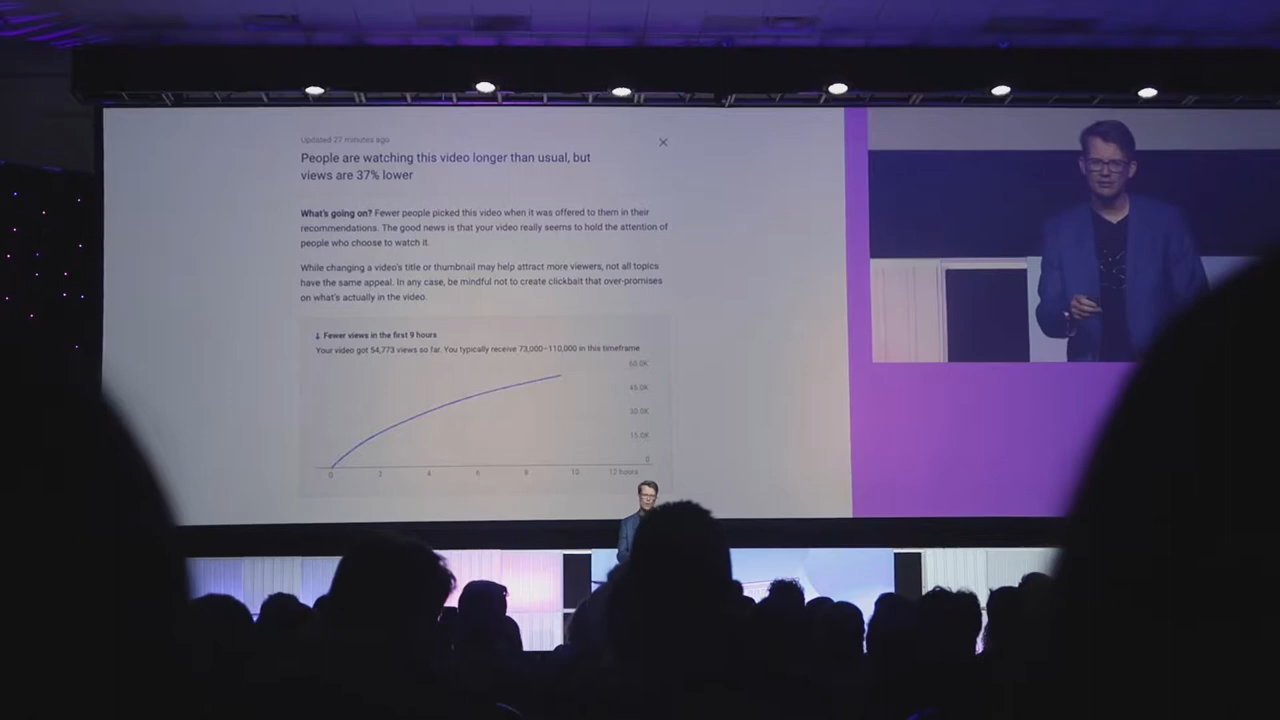 Updated 27 minutes ago
People are watching this video longer than usual, but
views are 37% lower
What's going on? Fewer people picked this video when it was offered to them in their
recommendations. The good news is that your video really seems to hold the attention of
people who choose to watch it.
While changing a video's title or thumbnail may help attract more viewers, not all topics
have the same appeal. In any case, be mindful not to create clickbait that over-promises
on what's actually in the video.
↓ Fewer views in the first 9 hours
Your video got 54,773 views so far. You typically receive 73,000–110,000 in this timeframe
60.0K
45.0K
30.0K
15.0K
0
0 2 4 6 8 10 12 hours